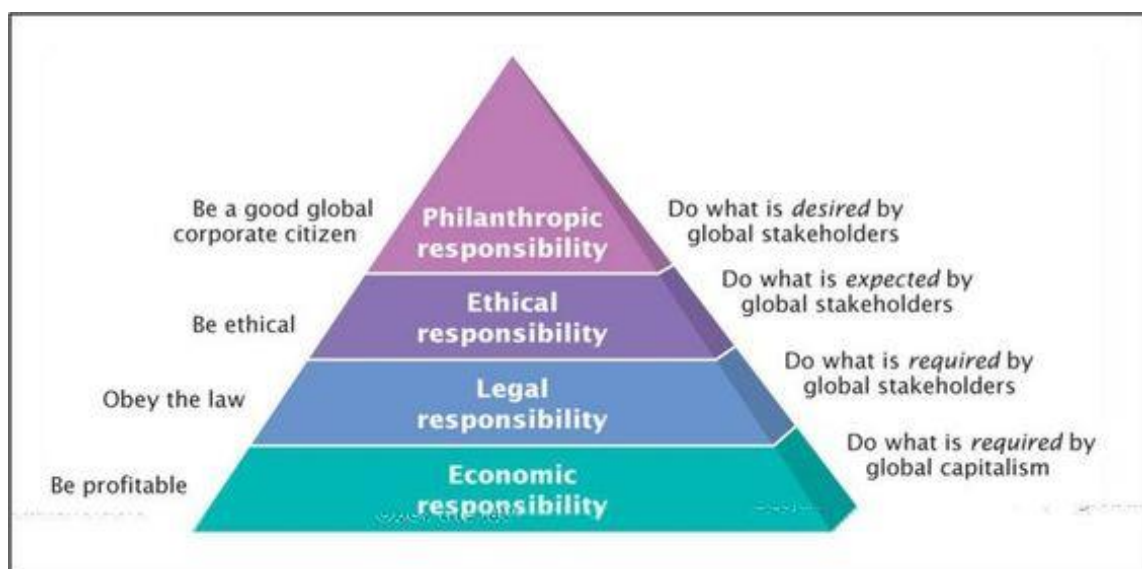 Be a good global
corporate citizen
Philanthropic
responsibility
Do what is desired by
global stakeholders
Be ethical
Ethical
responsibility
Do what is expected by
global stakeholders
Obey the law
Legal
responsibility
Do what is required by
global stakeholders
Be profitable
Economic
responsibility
Do what is required by
global capitalism